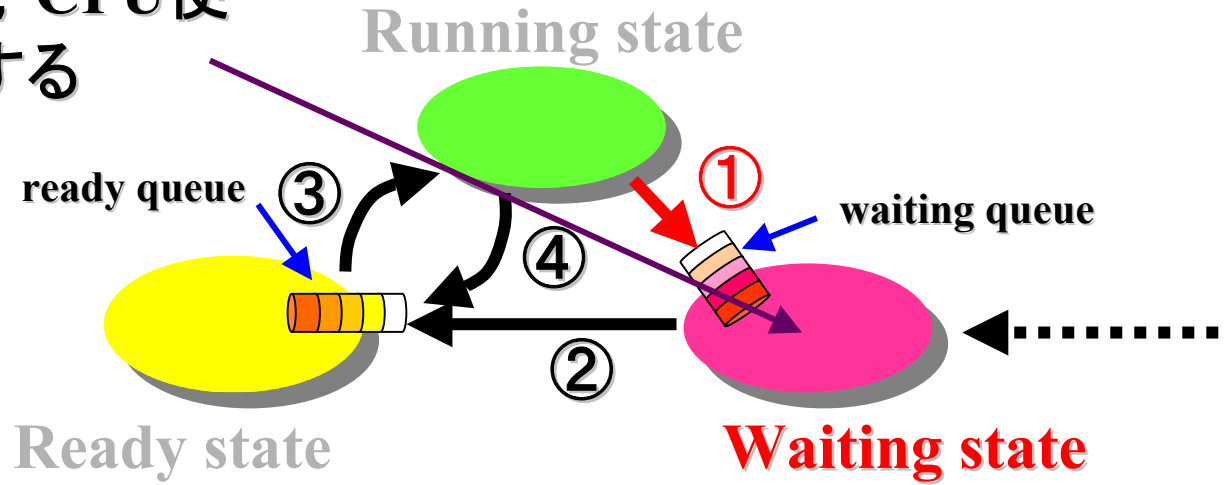 CPU使
する
Running state
①
ready queue
③
waiting queue
④
②
Ready state
Waiting state